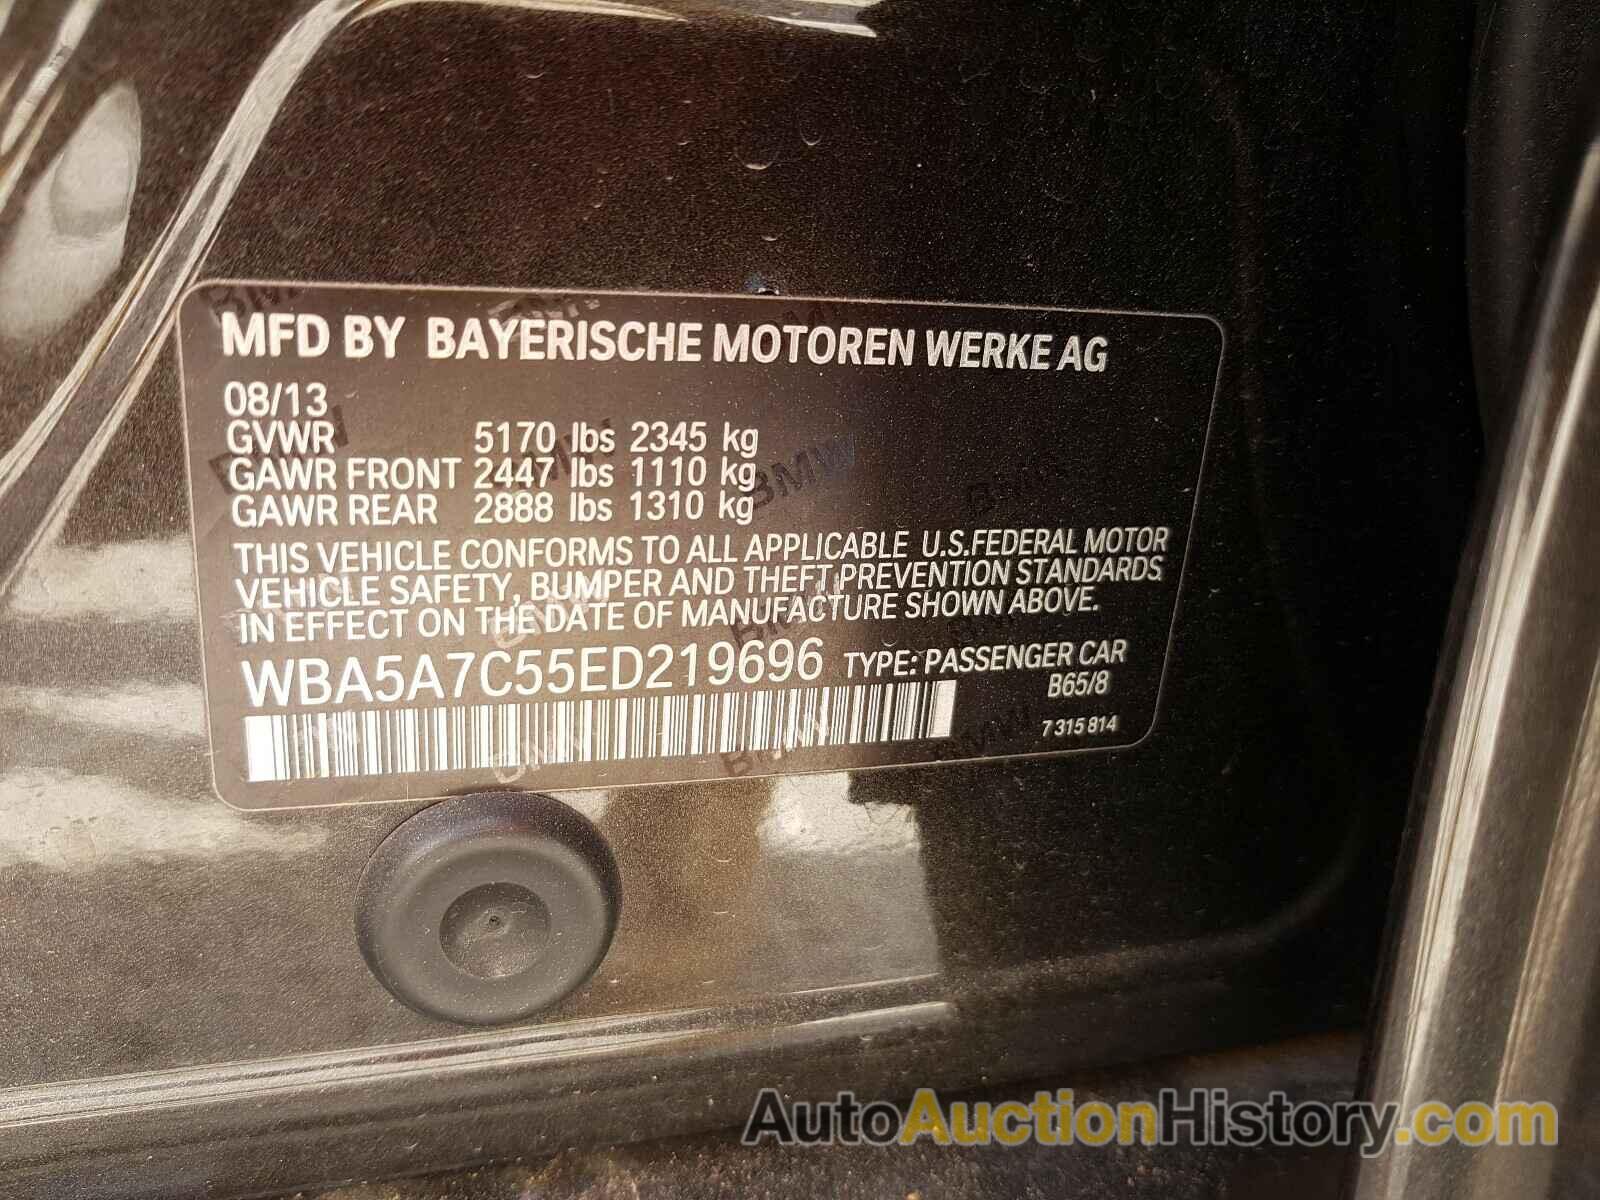 MFD BY BAYERISCHE MOTOREN WERKE AG
08/13
GVWR 5170 lbs 2345 kg
GAWR FRONT 2447 lbs 1110 kg
GAWR REAR 2888 lbs 1310 kg
THIS VEHICLE CONFORMS TO ALL APPLICABLE U.S.FEDERAL MOTOR
VEHICLE SAFETY, BUMPER AND THEFT PREVENTION STANDARDS
IN EFFECT ON THE DATE OF MANUFACTURE SHOWN ABOVE.
WBA5A7C55ED219696 TYPE: PASSENGER CAR
B65/8
7 315 814
AutoAuctionHistory.com